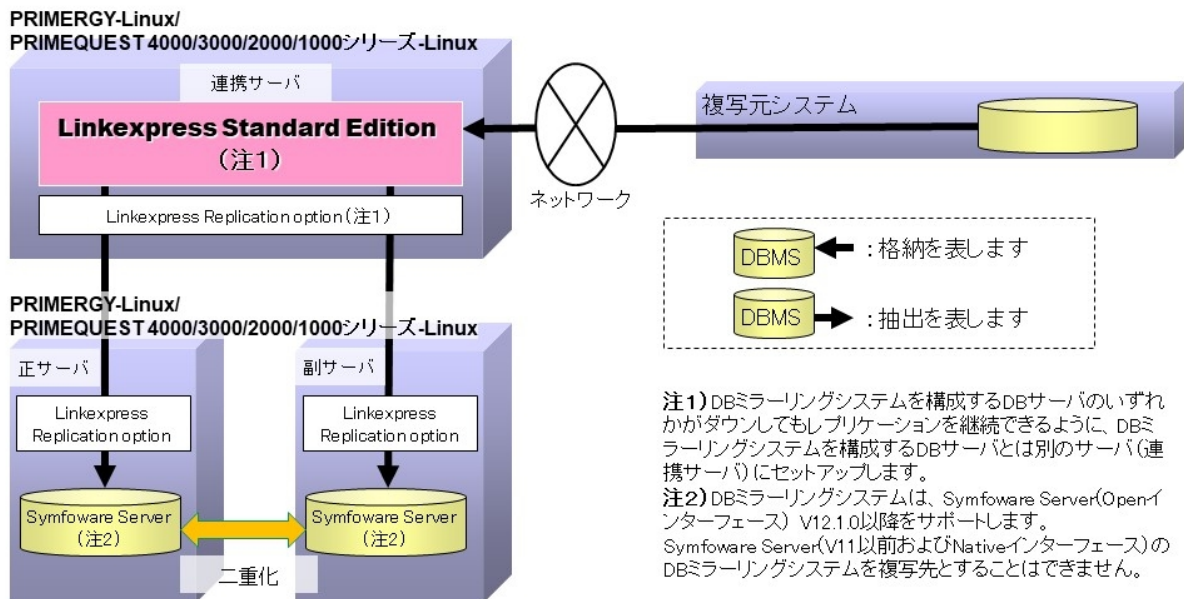 PRIMERGY-Linux/
PRIMEQUEST 4000/3000/2000/1000シリーズ-Linux
連携サーバ
Linkexpress Standard Edition
（注1）
Linkexpress Replication option（注1）
ネットワーク
複写元システム
DBMS
：格納を表します
DBMS
：抽出を表します
PRIMERGY-Linux/
PRIMEQUEST 4000/3000/2000/1000シリーズ-Linux
正サーバ
Linkexpress
Replication option
Symfoware Server
（注2）
副サーバ
Linkexpress
Replication option
Symfoware Server
（注2）
二重化
注1）DBミラーリングシステムを構成するDBサーバのいずれ
かがダウンしてもレプリケーションを継続できるように、DBミ
ラーリングシステムを構成するDBサーバとは別のサーバ（連
携サーバ）にセットアップします。
注2）DBミラーリングシステムは、Symfoware Server(Openイ
ンターフェース） V12.1.0以降をサポートします。
Symfoware Server(V11以前およびNativeインターフェース）の
DBミラーリングシステムを複写先とすることはできません。